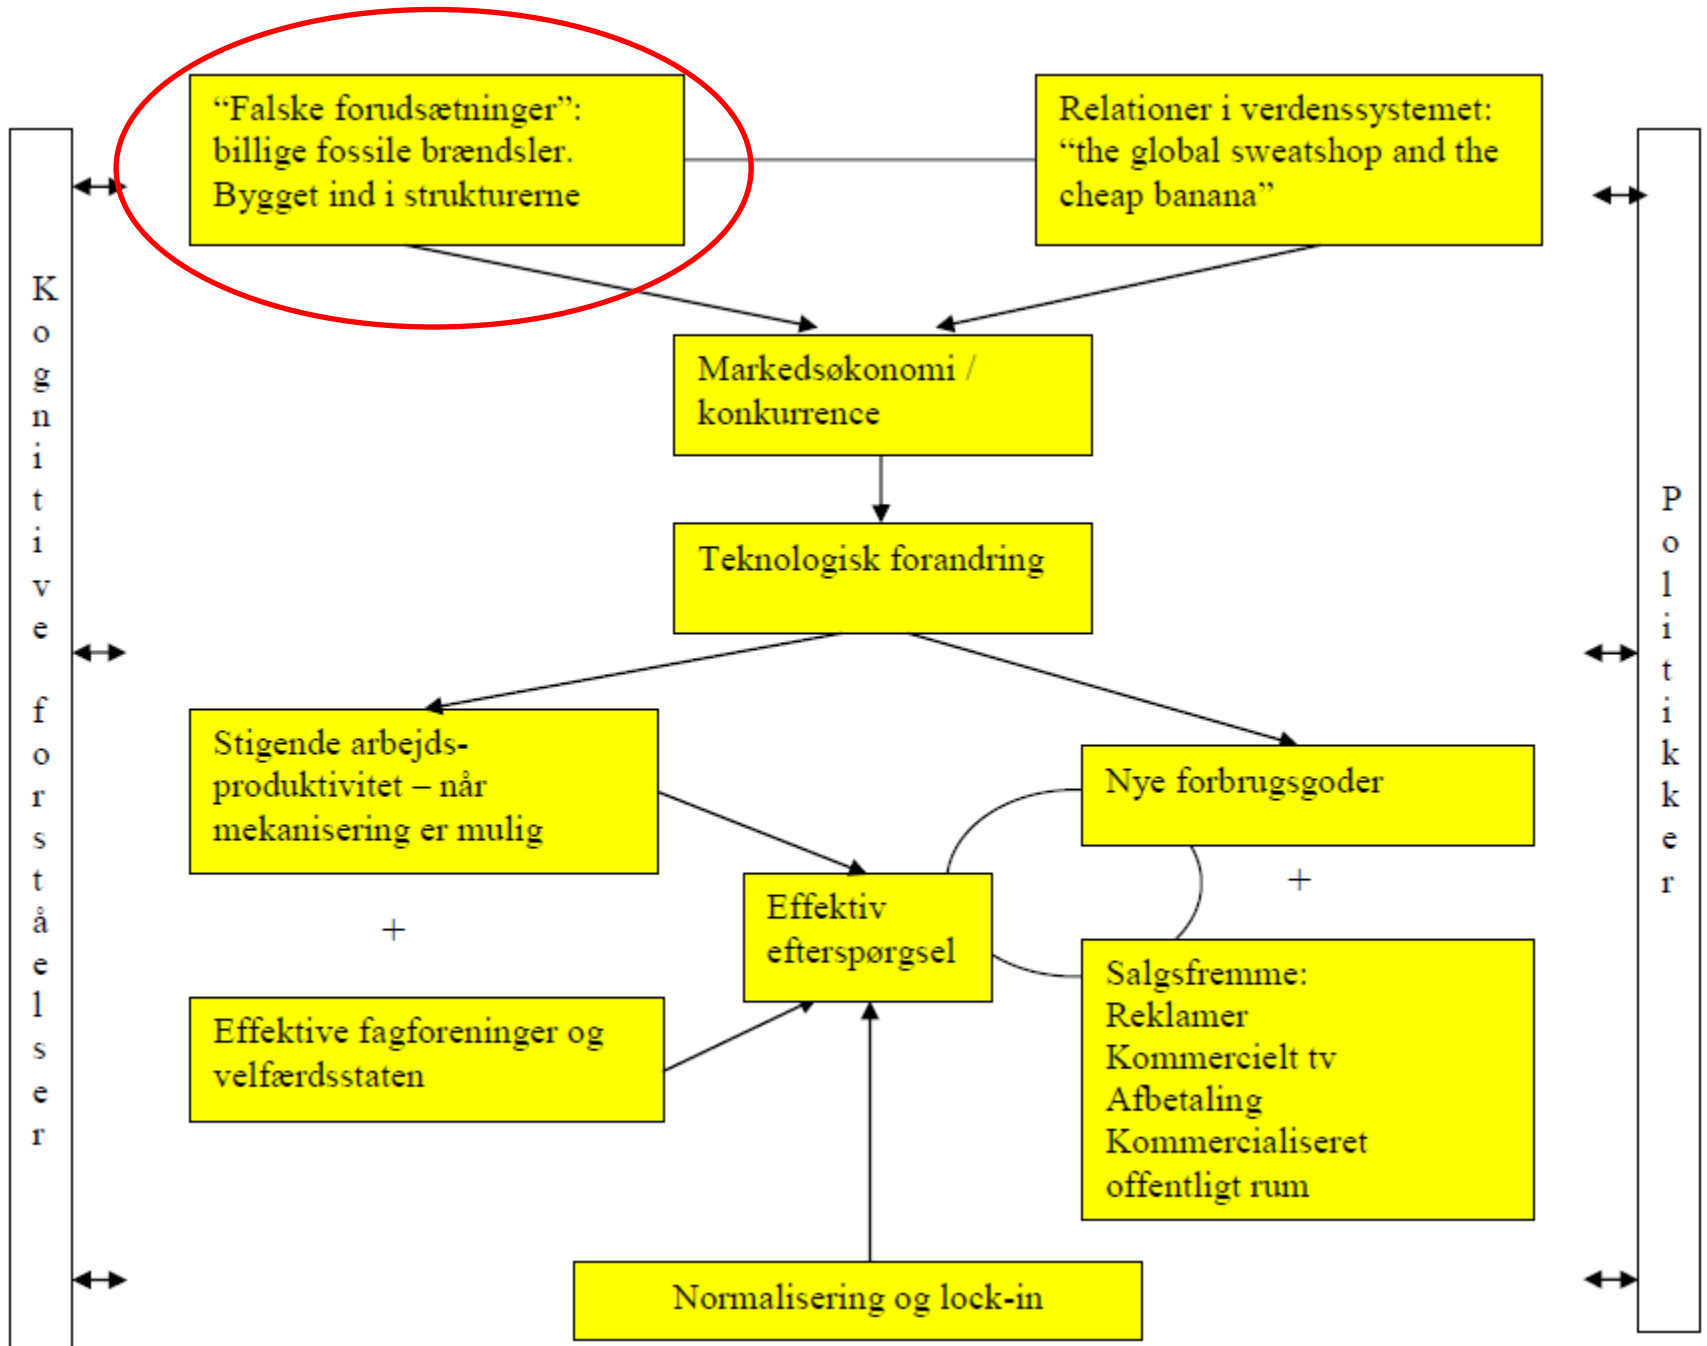 “Falske forudsætninger”:
billige fossile brændsler.
Bygget ind i strukturerne
Relationer i verdenssystemet:
“the global sweatshop and the
cheap banana”
Markedsøkonomi /
konkurrence
Teknologisk forandring
Stigende arbejds-
produktivitet – når
mekanisering er mulig
Nye forbrugsgoder
+
+
Effektiv
efterspørgsel
Effektive fagforeninger og
velfærdsstaten
Salgsfremme:
Reklamer
Kommercielt tv
Afbetaling
Kommercialiseret
offentligt rum
Normalisering og lock-in
Kognitive forståelser
Politikker